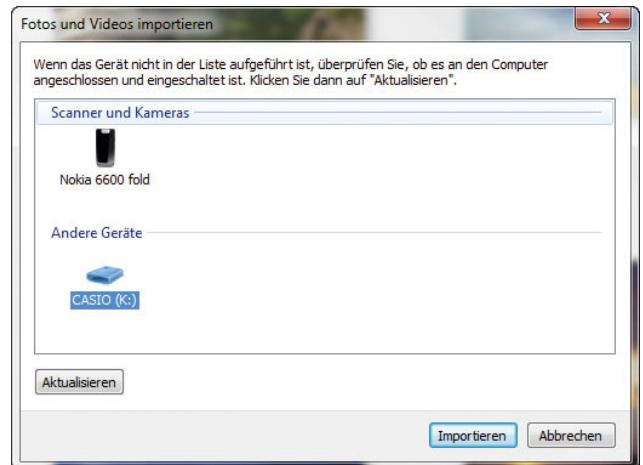 Fotos und Videos importieren
Wenn das Gerät nicht in der Liste aufgeführt ist, überprüfen Sie, ob es an den Computer
angeschlossen und eingeschaltet ist. Klicken Sie dann auf "Aktualisieren".
Scanner und Kameras
Nokia 6600 fold
Andere Geräte
CASIO (K:)
Aktualisieren
Importieren Abbrechen